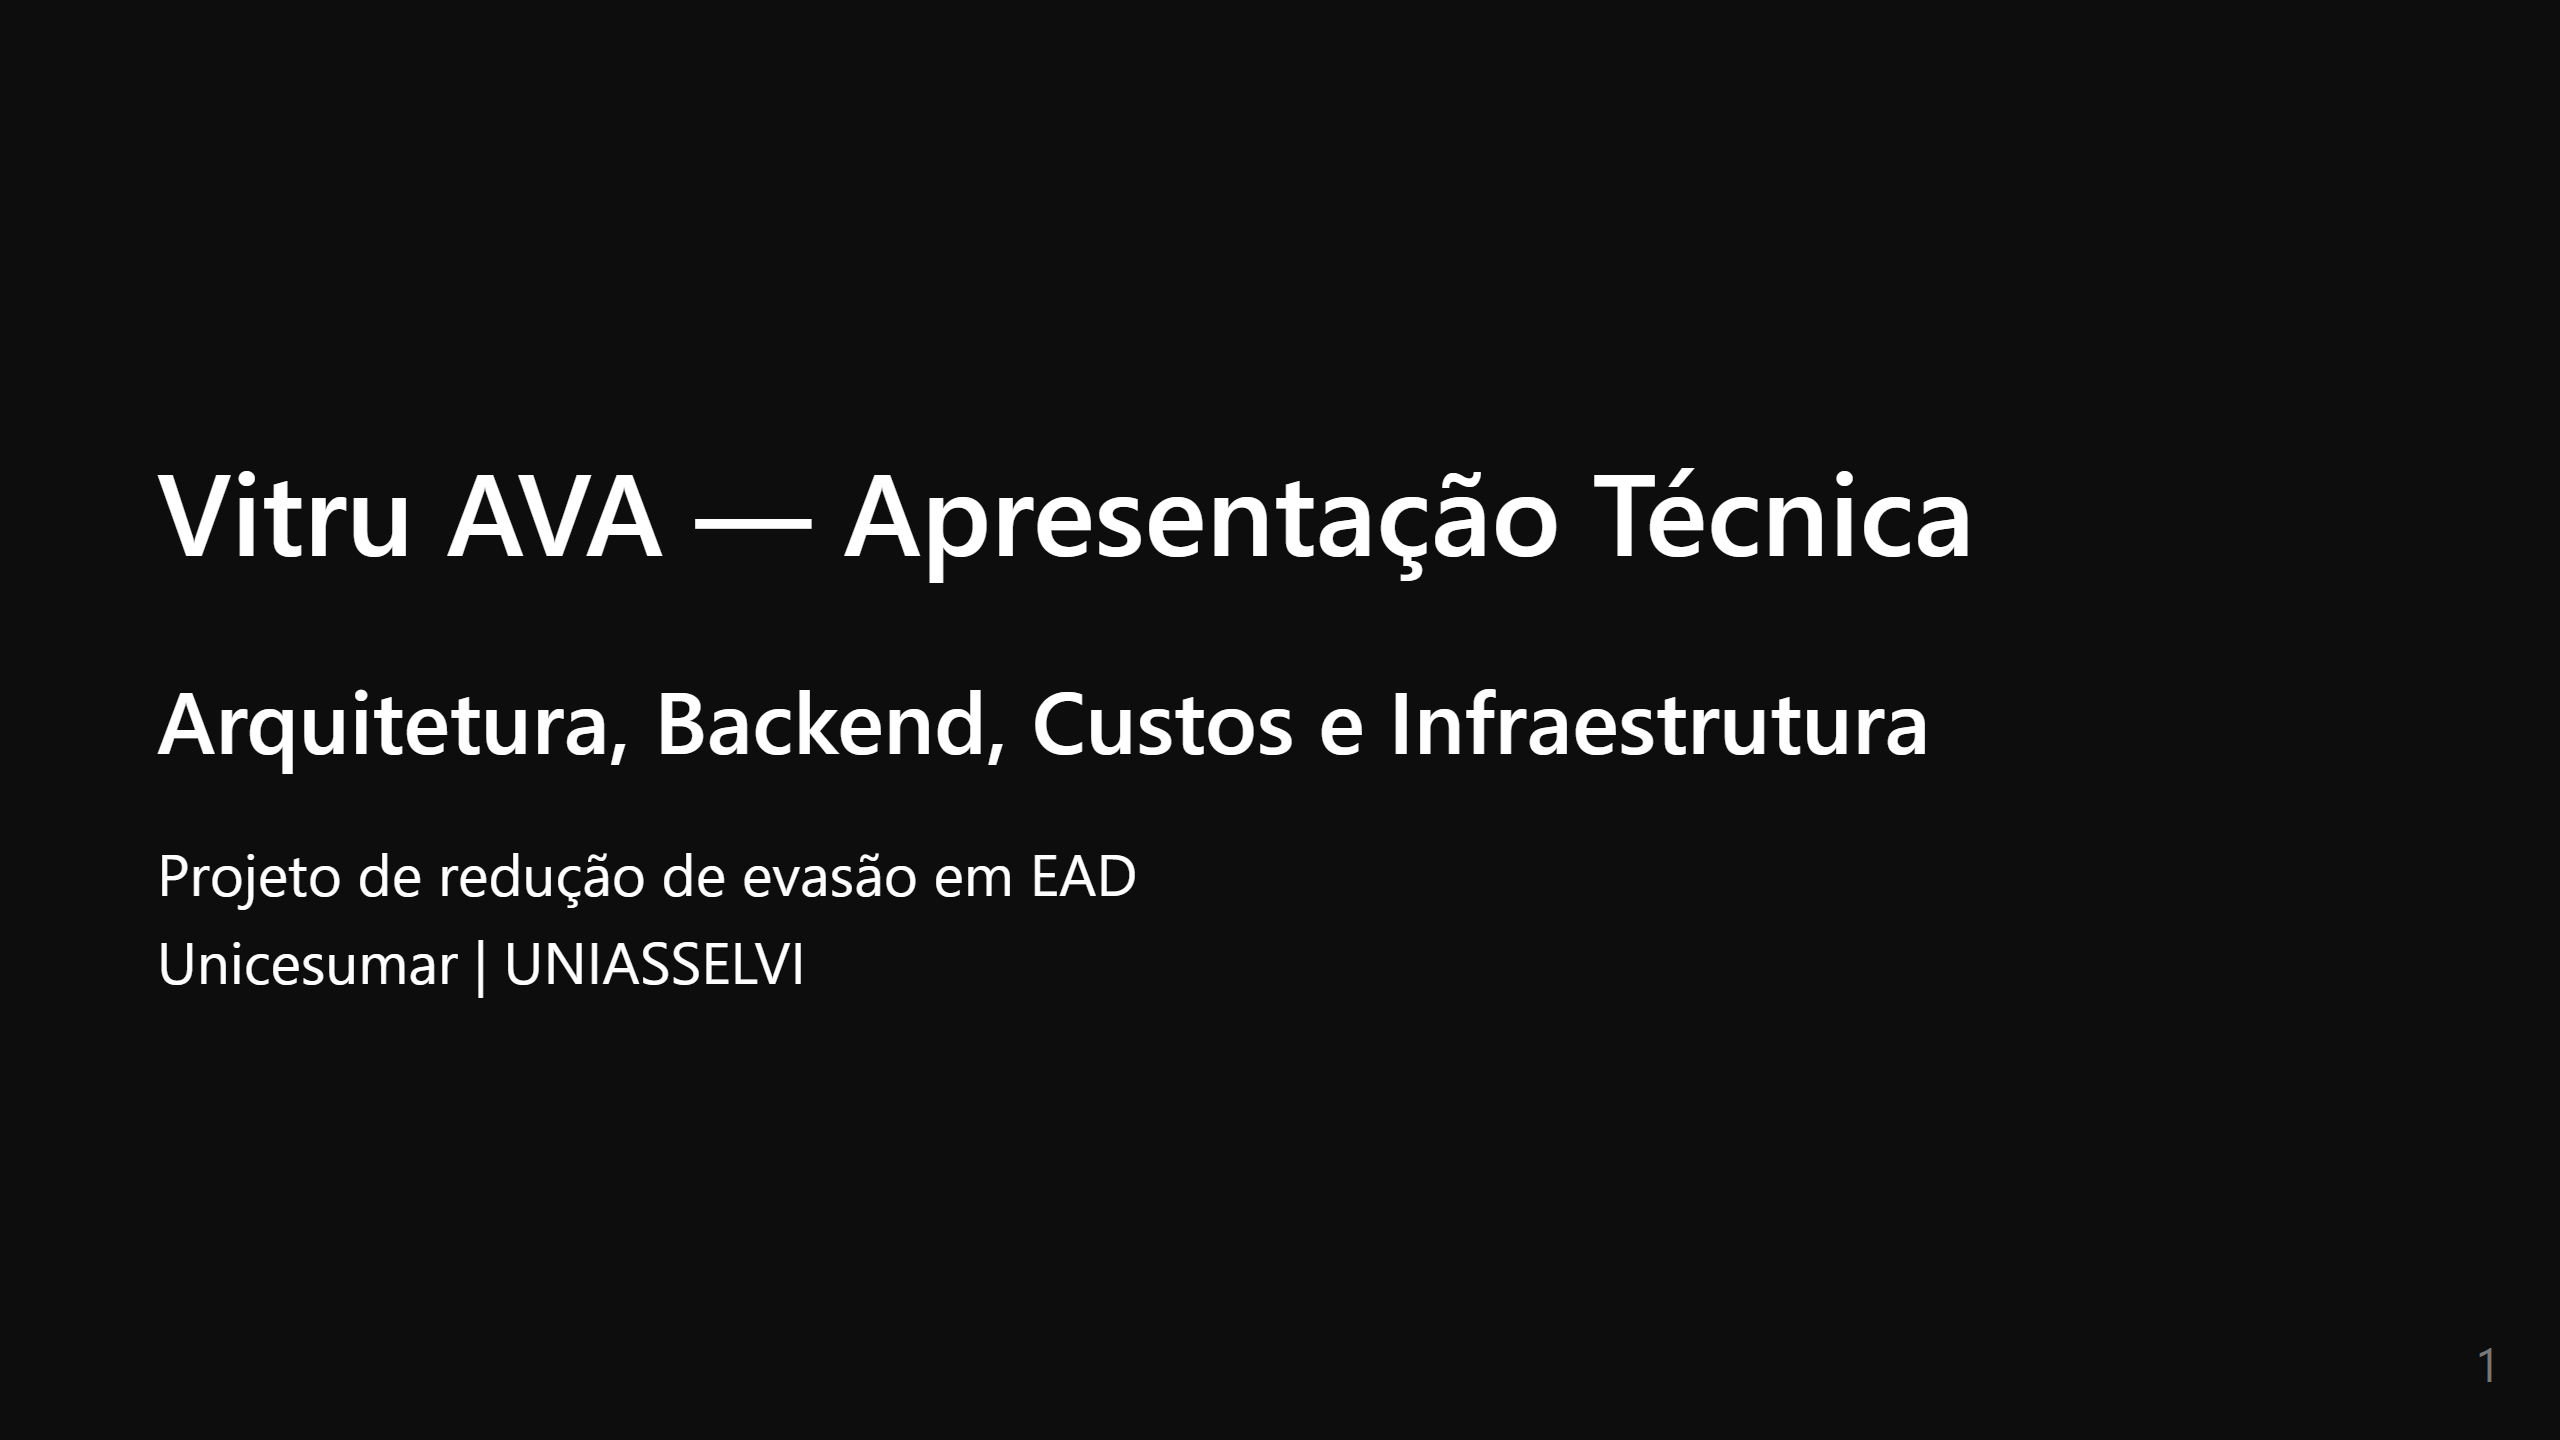 Vitru AVA — Apresentação Técnica
Arquitetura, Backend, Custos e Infraestrutura
Projeto de redução de evasão em EAD
Unicesumar | UNIASSELVI
1